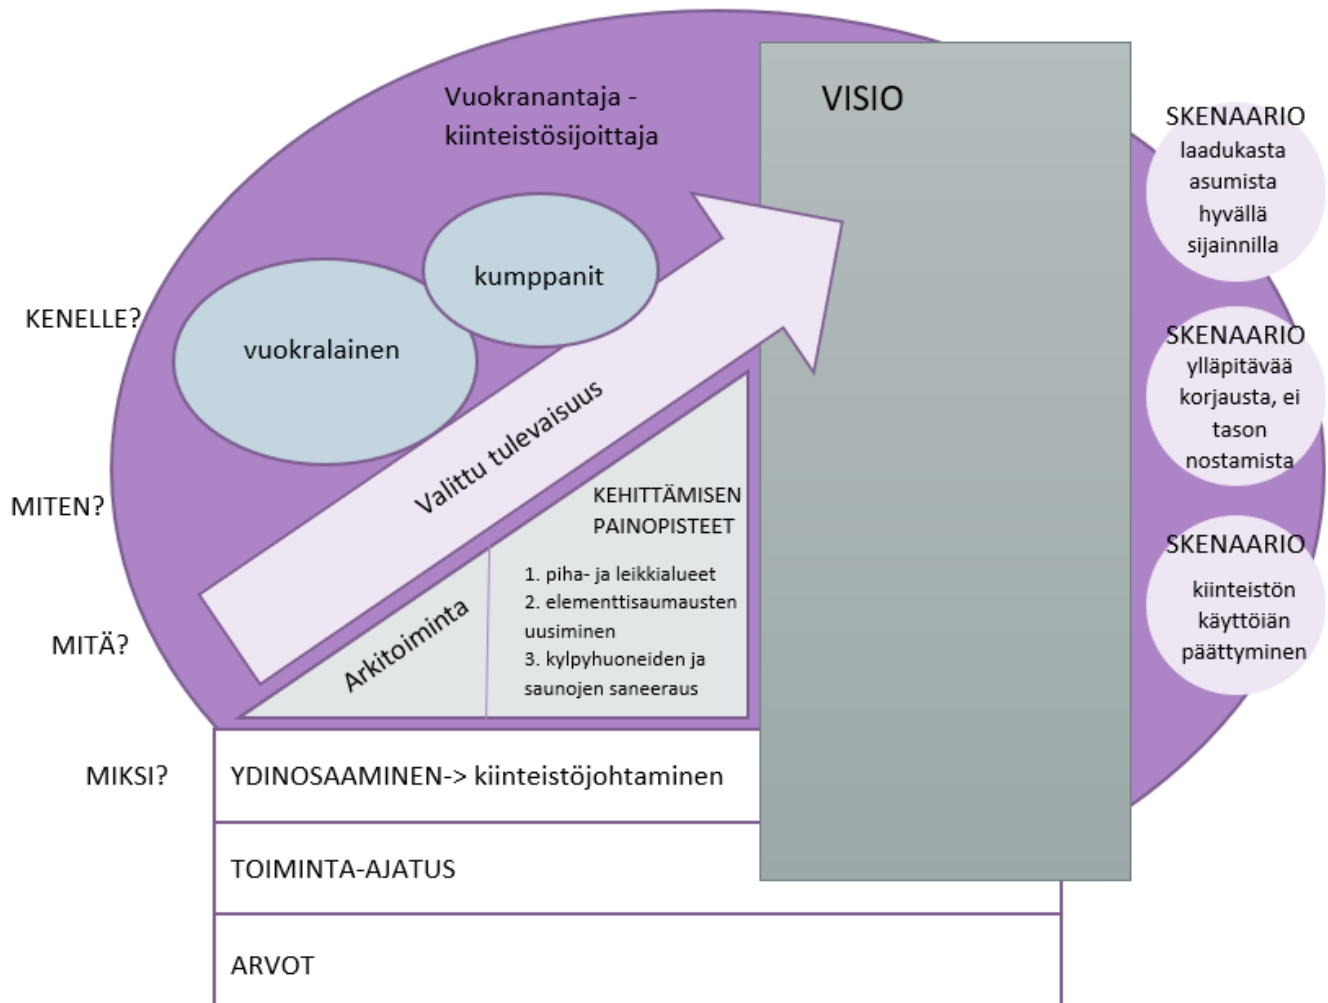 Vuokranantaja -
kiinteistösijoittaja
VISIO
SKENAARIO
laadukasta
asumista
hyvällä
sijainnilla
kumppanit
vuokralainen
KENELLE?
SKENAARIO
ylläpitävää
korjausta, ei
tason
nostamista
Valittu tulevaisuus
MITEN?
KEHITTÄMISEN
PAINOPISTEET
1. piha- ja leikkialueet
2. elementtisaumausten
uusiminen
3. kylpyhuoneiden ja
saunojen saneeraus
SKENAARIO
kiinteistön
käyttöiän
päättyminen
Arkitoiminta
MITÄ?
MIKSI?
YDINOSAAMINEN-> kiinteistöjohtaminen
TOIMINTA-AJATUS
ARVOT